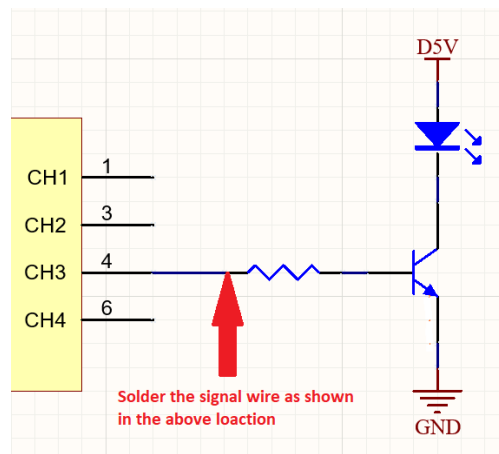 D5V
CH1 1
CH2 3
CH3 4
CH4 6
Solder the signal wire as shown
in the above loaction
GND